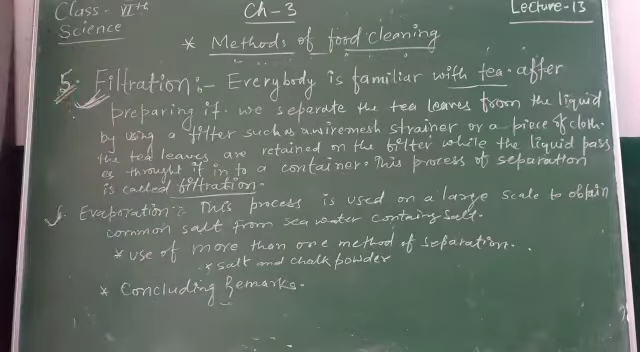 Class - VIth
Ch-3
Lecture-13
Science
* Methods of food cleaning
5. Filtration:- Everybody is familiar with tea. after
preparing it. we separate the tea leaves from the liquid
by using a filter such as a wiremesh strainer or a piece of cloth.
the tea leaves are retained on the filter while the liquid pass
es throught it in to a container. This process of separation
is called filtration.
6. Evaporation:- This process is used on a large scale to obtain
common salt from sea water containg salt.
* use of more than one method of separation.
* salt and chalk powder
* Concluding Remarks.